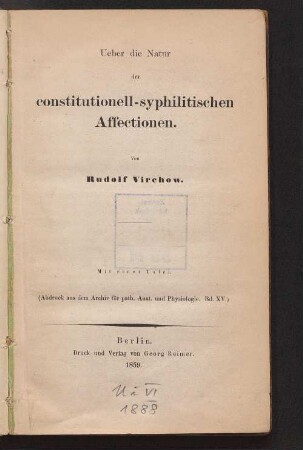 Ueber die Natur
der
constitutionell-syphilitischen
Affectionen.
von
Rudolf Virchow.
Mit einer Tafel.
(Abdruck aus dem Archiv für path. Anat. und Physiologie. Bd. XV.)
Berlin.
Druck und Verlag von Georg Reimer.
1859.
1888